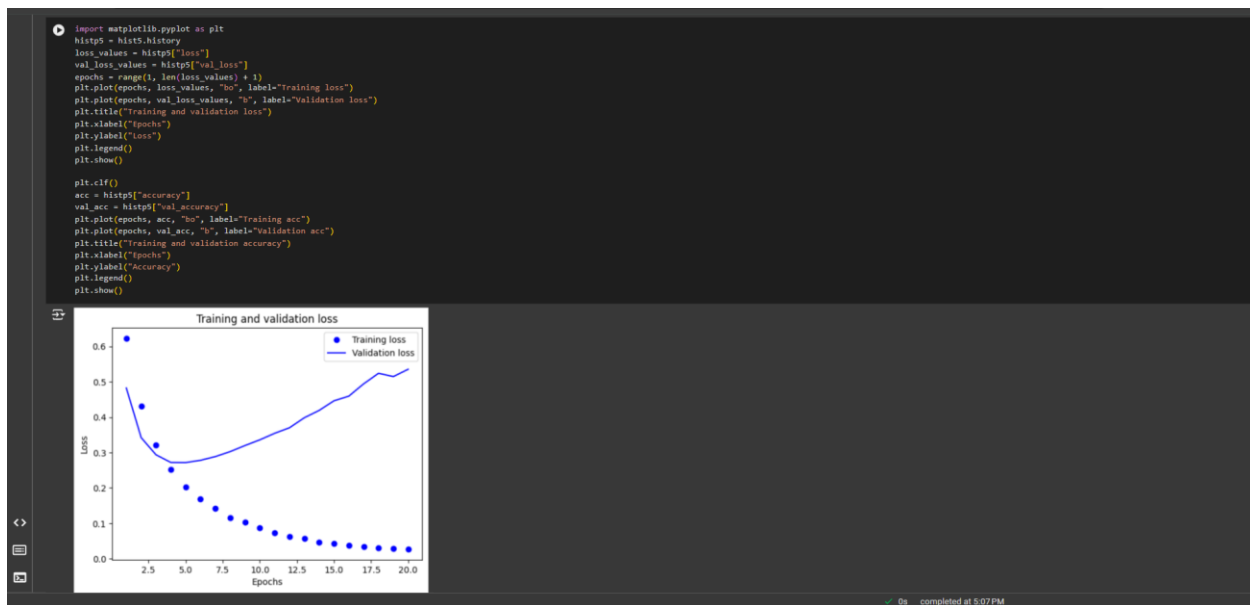 import matplotlib.pyplot as plt
histp5 = hist5.history
loss_values = histp5["loss"]
val_loss_values = histp5["val_loss"]
epochs = range(1, len(loss_values) + 1)
plt.plot(epochs, loss_values, "bo", label="Training loss")
plt.plot(epochs, val_loss_values, "b", label="Validation loss")
plt.title("Training and validation loss")
plt.xlabel("Epochs")
plt.ylabel("Loss")
plt.legend()
plt.show()
plt.clf()
acc = histp5["accuracy"]
val_acc = histp5["val_accuracy"]
plt.plot(epochs, acc, "bo", label="Training acc")
plt.plot(epochs, val_acc, "b", label="Validation acc")
plt.title("Training and validation accuracy")
plt.xlabel("Epochs")
plt.ylabel("Accuracy")
plt.legend()
plt.show()
Training and validation loss
Training loss
Validation loss
0.6
0.5
0.4
0.3
0.2
0.1
0.0
Loss
2.5 5.0 7.5 10.0 12.5 15.0 17.5 20.0
Epochs
0s completed at 5:07 PM